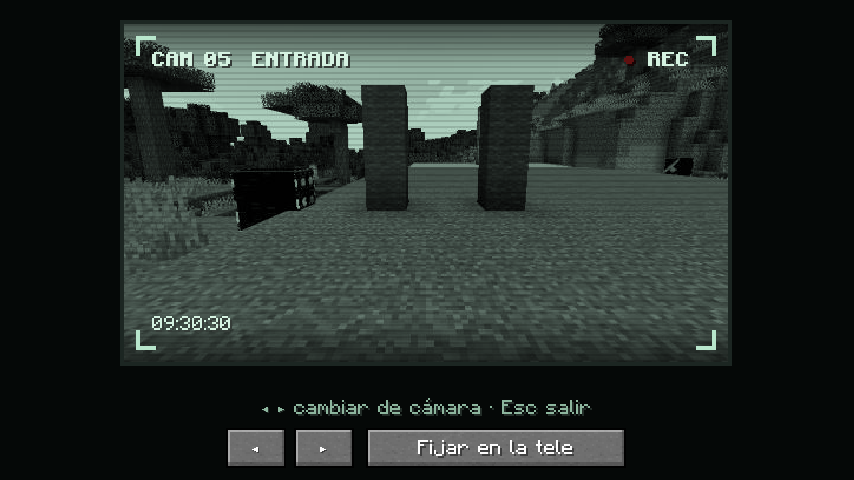 CAM 05 ENTRADA
REC
09:30:30
◂ ▸ cambiar de cámara · Esc salir
◂
▸
Fijar en la tele